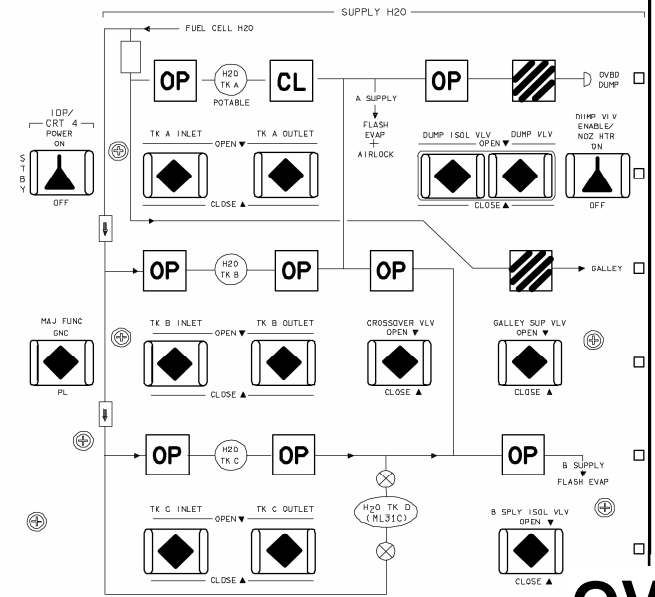 SUPPLY H2O
FUEL CELL H2O
OP
H2O
TK A
POTABLE
CL
A SUPPLY
FLASH
EVAP
+
AIRLOCK
OP
OVBD
DUMP
IDP/
CRT 4
POWER
ON
STBY
OFF
TK A INLET
TK A OUTLET
OPEN ▼
CLOSE ▲
DUMP ISOL VLV
DUMP VLV
OPEN ▼
CLOSE ▲
DUMP VLV
ENABLE/
NOZ HTR
ON
OFF
OP
H2O
TK B
OP
OP
GALLEY
MAJ FUNC
GNC
PL
TK B INLET
TK B OUTLET
OPEN ▼
CLOSE ▲
CROSSOVER VLV
OPEN ▼
CLOSE ▲
GALLEY SUP VLV
OPEN ▼
CLOSE ▲
OP
H2O
TK C
OP
OP
B SUPPLY
FLASH EVAP
H2O TK D
(ML31C)
TK C INLET
TK C OUTLET
OPEN ▼
CLOSE ▲
B SPLY ISOL VLV
OPEN ▼
CLOSE ▲